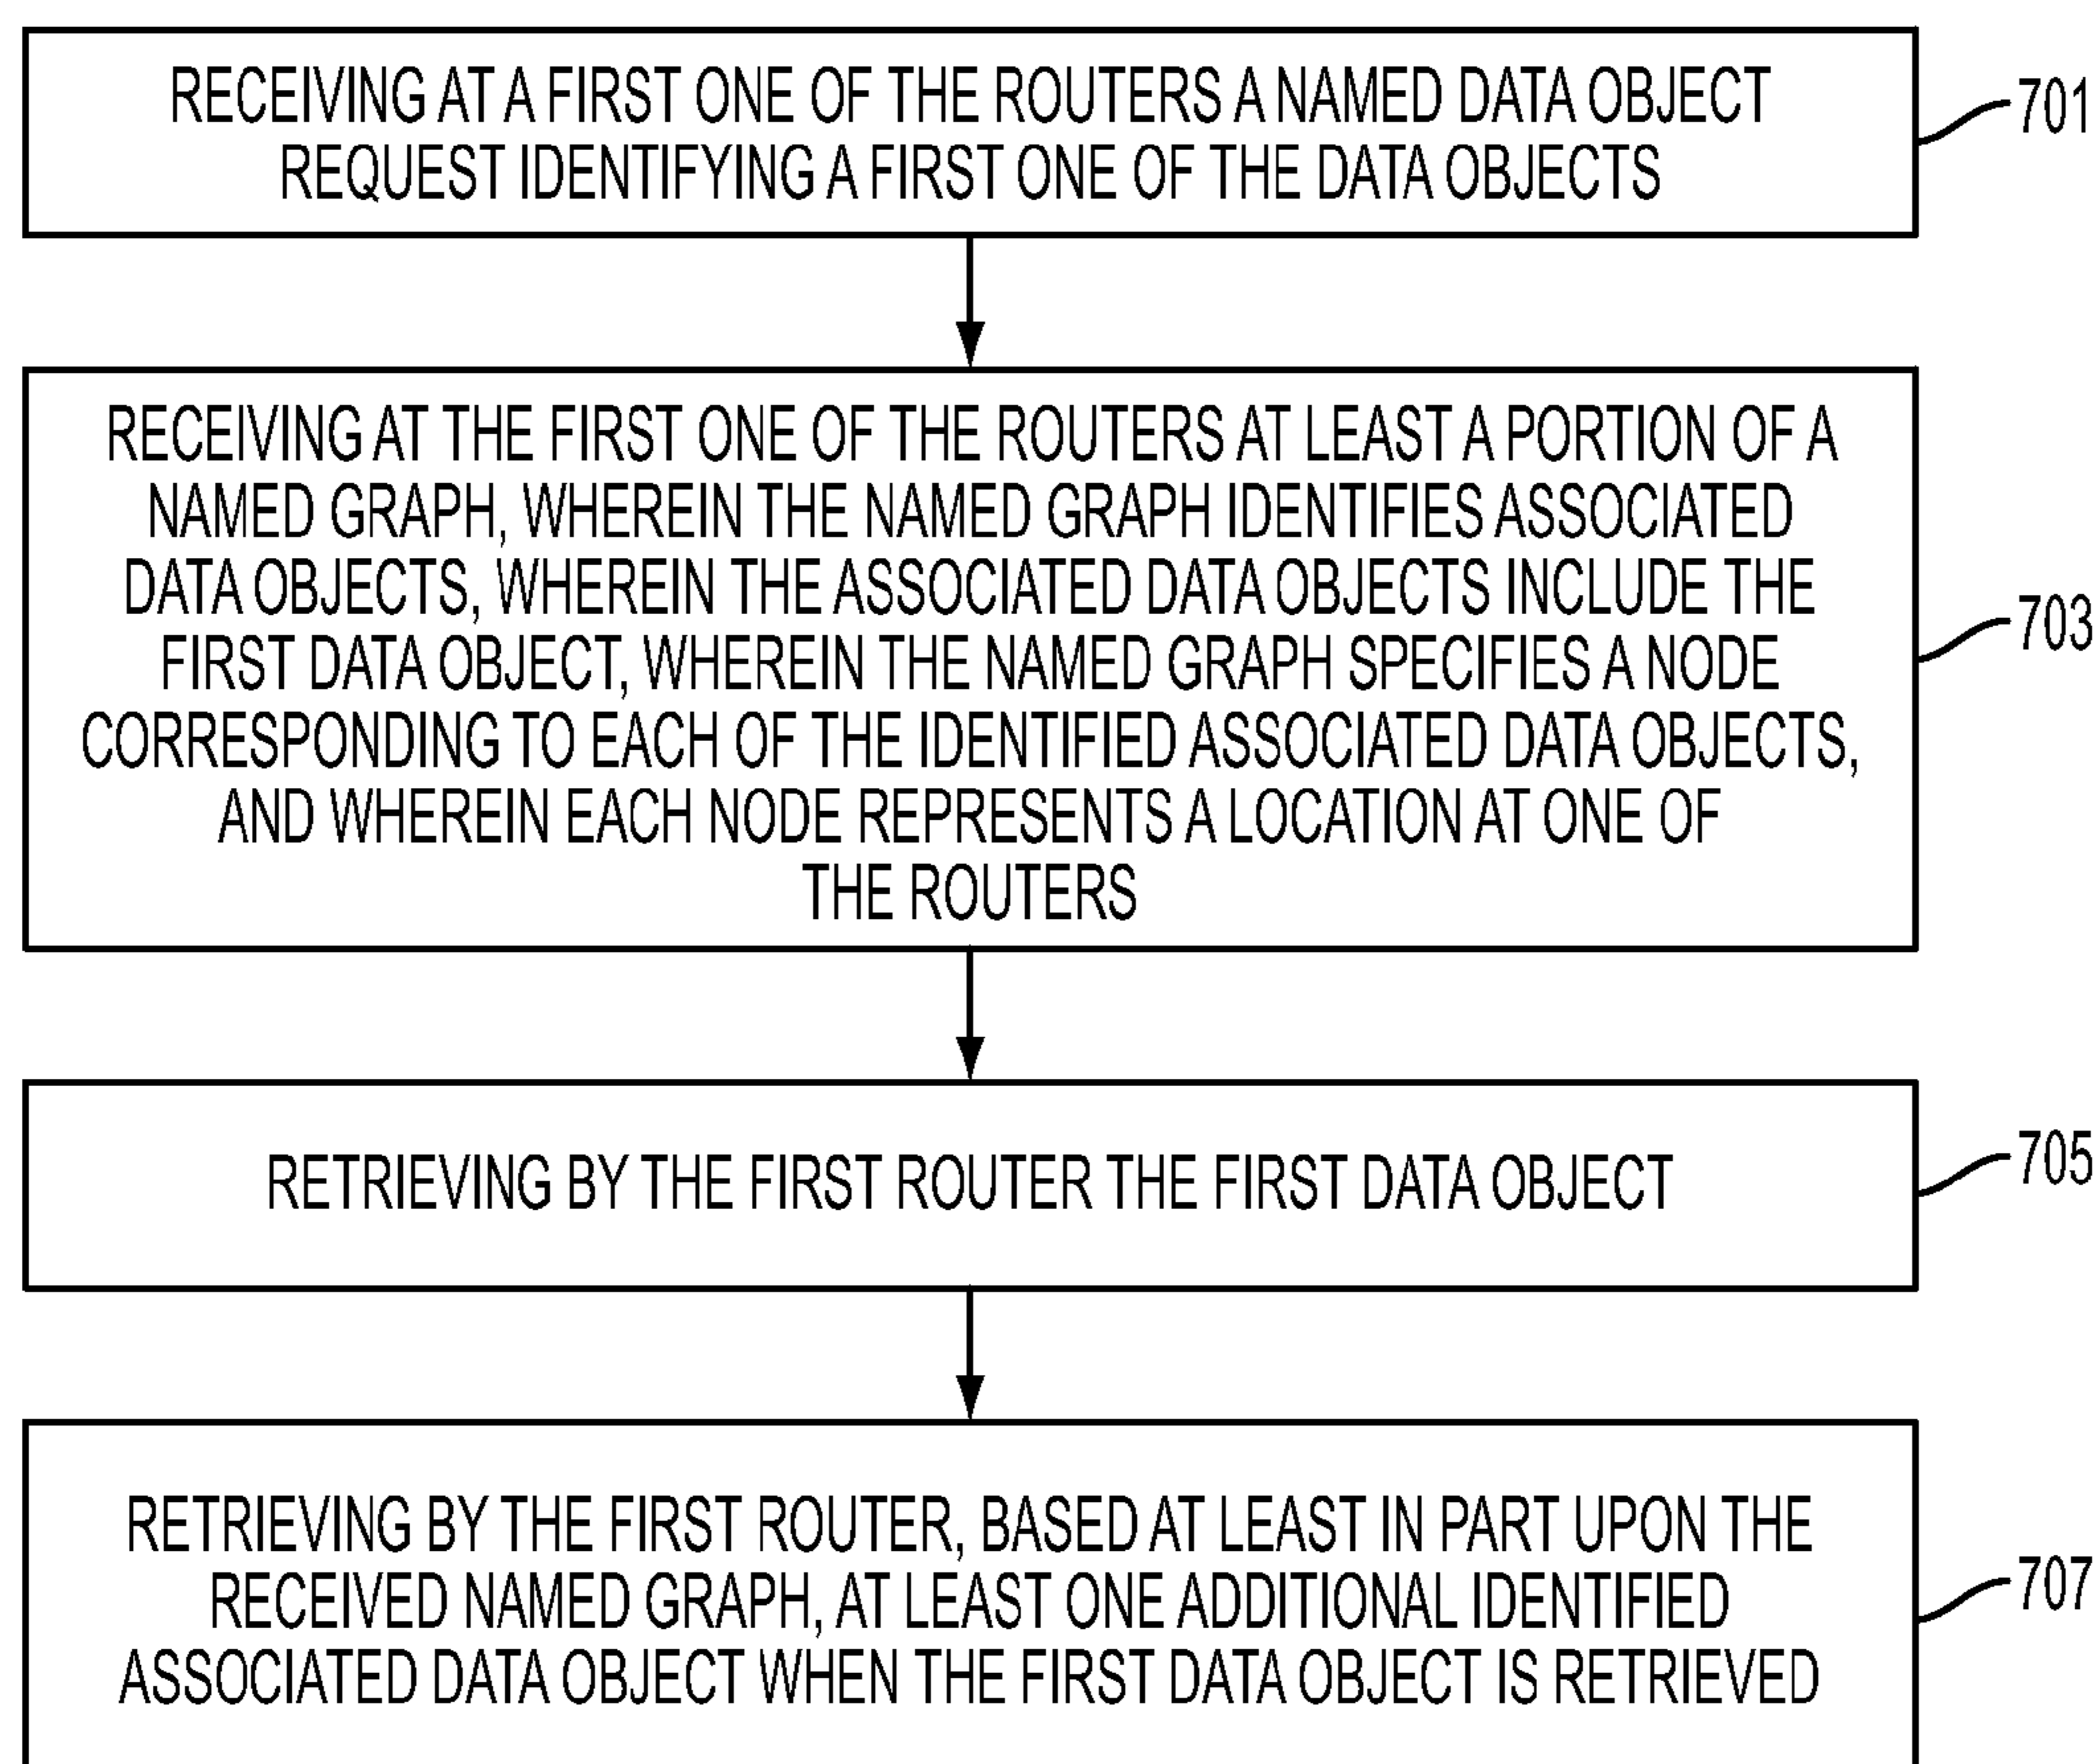 RECEIVING AT A FIRST ONE OF THE ROUTERS A NAMED DATA OBJECT
REQUEST IDENTIFYING A FIRST ONE OF THE DATA OBJECTS
701
RECEIVING AT THE FIRST ONE OF THE ROUTERS AT LEAST A PORTION OF A
NAMED GRAPH, WHEREIN THE NAMED GRAPH IDENTIFIES ASSOCIATED
DATA OBJECTS, WHEREIN THE ASSOCIATED DATA OBJECTS INCLUDE THE
FIRST DATA OBJECT, WHEREIN THE NAMED GRAPH SPECIFIES A NODE
CORRESPONDING TO EACH OF THE IDENTIFIED ASSOCIATED DATA OBJECTS,
AND WHEREIN EACH NODE REPRESENTS A LOCATION AT ONE OF
THE ROUTERS
703
RETRIEVING BY THE FIRST ROUTER THE FIRST DATA OBJECT
705
RETRIEVING BY THE FIRST ROUTER, BASED AT LEAST IN PART UPON THE
RECEIVED NAMED GRAPH, AT LEAST ONE ADDITIONAL IDENTIFIED
ASSOCIATED DATA OBJECT WHEN THE FIRST DATA OBJECT IS RETRIEVED
707